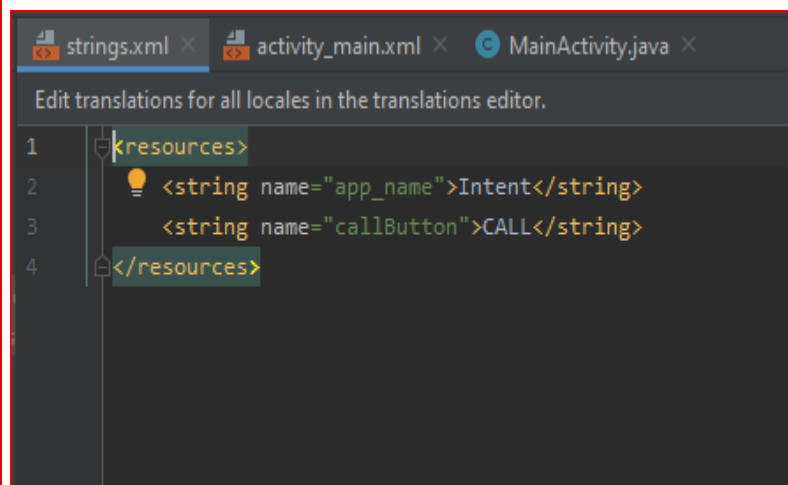 strings.xml activity_main.xml MainActivity.java
Edit translations for all locales in the translations editor.
1 <resources>
2 <string name="app_name">Intent</string>
3 <string name="callButton">CALL</string>
4 </resources>